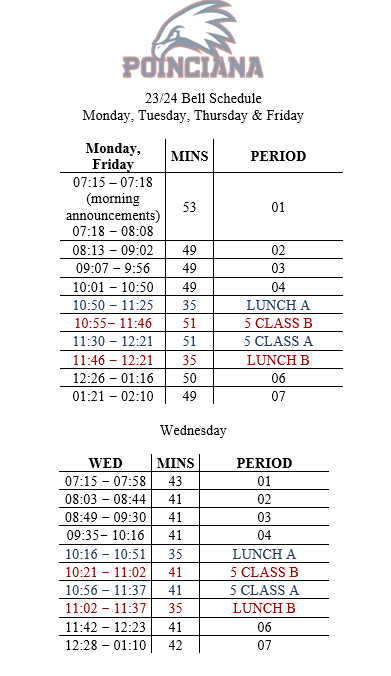 POINCIANA
23/24 Bell Schedule
Monday, Tuesday, Thursday & Friday
Monday,
Friday MINS PERIOD
07:15 – 07:18
(morning
announcements) 53 01
07:18 – 08:08
08:13 – 09:02 49 02
09:07 – 9:56 49 03
10:01 – 10:50 49 04
10:50 – 11:25 35 LUNCH A
10:55– 11:46 51 5 CLASS B
11:30 – 12:21 51 5 CLASS A
11:46 – 12:21 35 LUNCH B
12:26 – 01:16 50 06
01:21 – 02:10 49 07
Wednesday
WED MINS PERIOD
07:15 – 07:58 43 01
08:03 – 08:44 41 02
08:49 – 09:30 41 03
09:35– 10:16 41 04
10:16 – 10:51 35 LUNCH A
10:21 – 11:02 41 5 CLASS B
10:56 – 11:37 41 5 CLASS A
11:02 – 11:37 35 LUNCH B
11:42 – 12:23 41 06
12:28 – 01:10 42 07